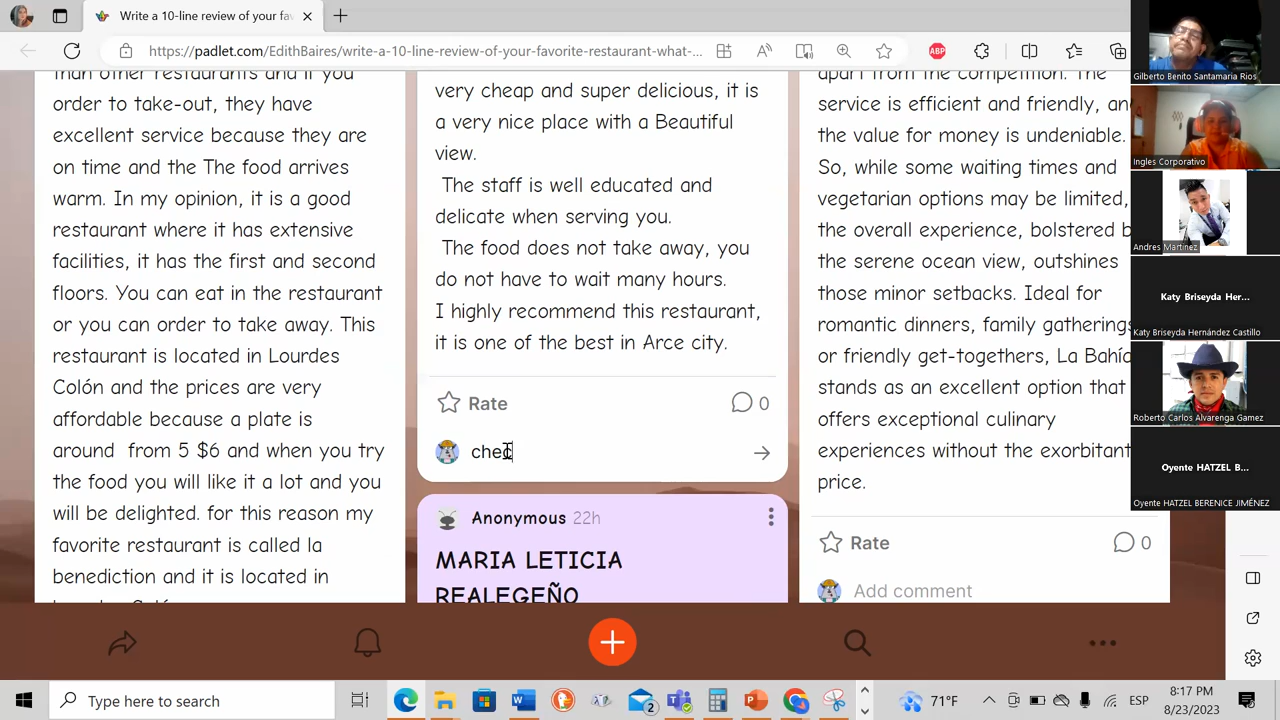 Write a 10-line review of your fav
https://padlet.com/EdithBaires/write-a-10-line-review-of-your-favorite-restaurant-what-...
ABP
than other restaurants and if you
order to take-out, they have
excellent service because they are
on time and the The food arrives
warm. In my opinion, it is a good
restaurant where it has extensive
facilities, it has the first and second
floors. You can eat in the restaurant
or you can order to take away. This
restaurant is located in Lourdes
Colón and the prices are very
affordable because a plate is
around from 5 $6 and when you try
the food you will like it a lot and you
will be delighted. for this reason my
favorite restaurant is called la
benediction and it is located in
very cheap and super delicious, it is
a very nice place with a Beautiful
view.
The staff is well educated and
delicate when serving you.
The food does not take away, you
do not have to wait many hours.
I highly recommend this restaurant,
it is one of the best in Arce city.
Rate
0
Anonymous 22h
MARIA LETICIA
REALEGEÑO
apart from the competition. The
service is efficient and friendly, and
the value for money is undeniable.
So, while some waiting times and
vegetarian options may be limited,
the overall experience, bolstered b
the serene ocean view, outshines
those minor setbacks. Ideal for
romantic dinners, family gatherings
or friendly get-togethers, La Bahía
stands as an excellent option that
offers exceptional culinary
experiences without the exorbitant
price.
Rate
0
Add comment
Gilberto Benito Santamaria Rios
Ingles Corporativo
Andres Martinez
Katy Briseyda Her...
Katy Briseyda Hernández Castillo
Roberto Carlos Alvarenga Gamez
Oyente HATZEL B...
Oyente HATZEL BERENICE JIMÉNEZ
Type here to search
2
71°F
ESP
8:17 PM
8/23/2023